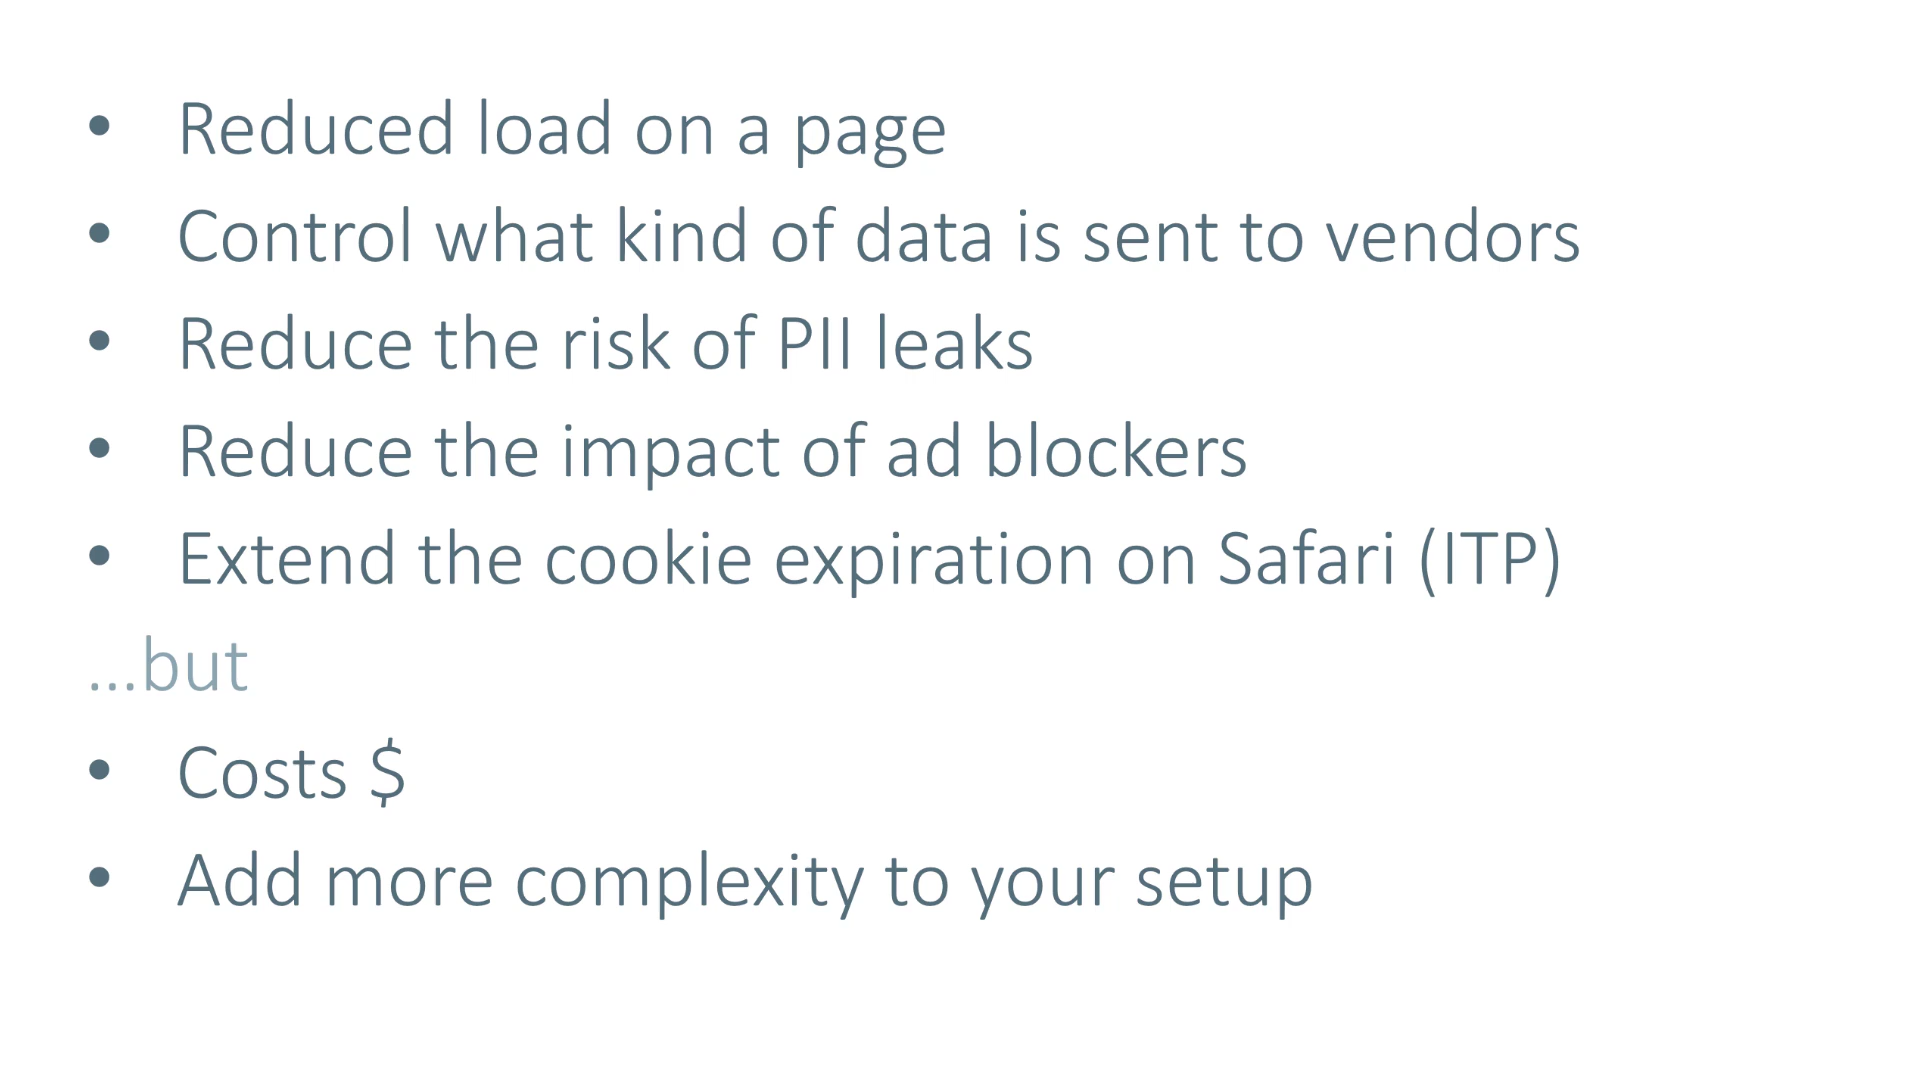 • Reduced load on a page
• Control what kind of data is sent to vendors
• Reduce the risk of PII leaks
• Reduce the impact of ad blockers
• Extend the cookie expiration on Safari (ITP)
...but
• Costs $
• Add more complexity to your setup